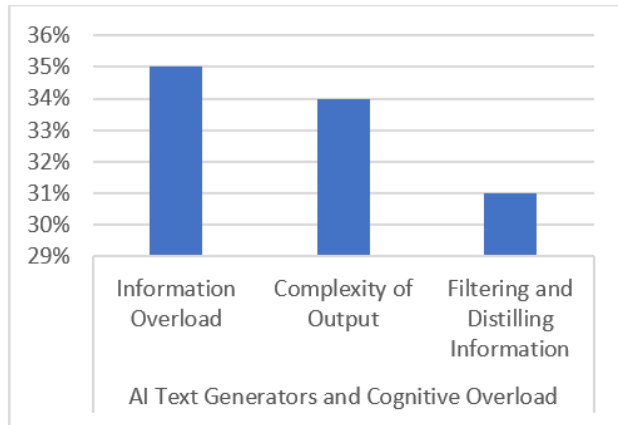 36%
35%
34%
33%
32%
31%
30%
29%
Information
Overload
Complexity of
Output
Filtering and
Distilling
Information
AI Text Generators and Cognitive Overload